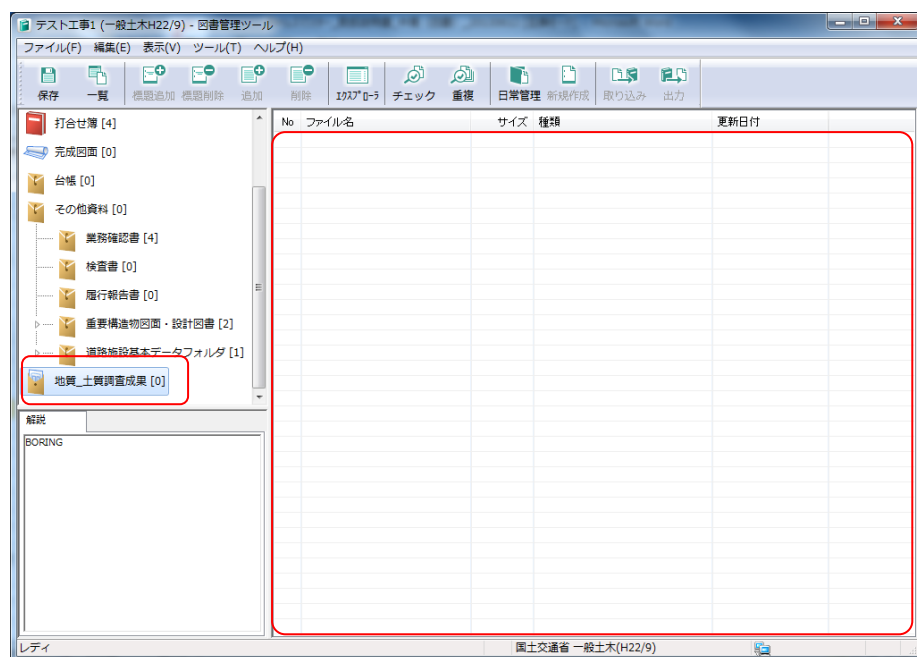 テスト工事1 (一般土木H22/9) - 図書管理ツール
ファイル(F) 編集(E) 表示(V) ツール(T) ヘルプ(H)
保存 一覧 標題追加 標題削除 追加 削除 ｴｸｽﾌﾟﾛｰﾗ チェック 重複 日常管理 新規作成 取り込み 出力
打合せ簿 [4]
完成図面 [0]
台帳 [0]
その他資料 [0]
業務確認書 [4]
検査書 [0]
履行報告書 [0]
重要構造物図面・設計図書 [2]
道路施設基本データフォルダ [1]
地質_土質調査成果 [0]
No ファイル名 サイズ 種類 更新日付
解説
BORING
レディ 国土交通省 一般土木(H22/9)